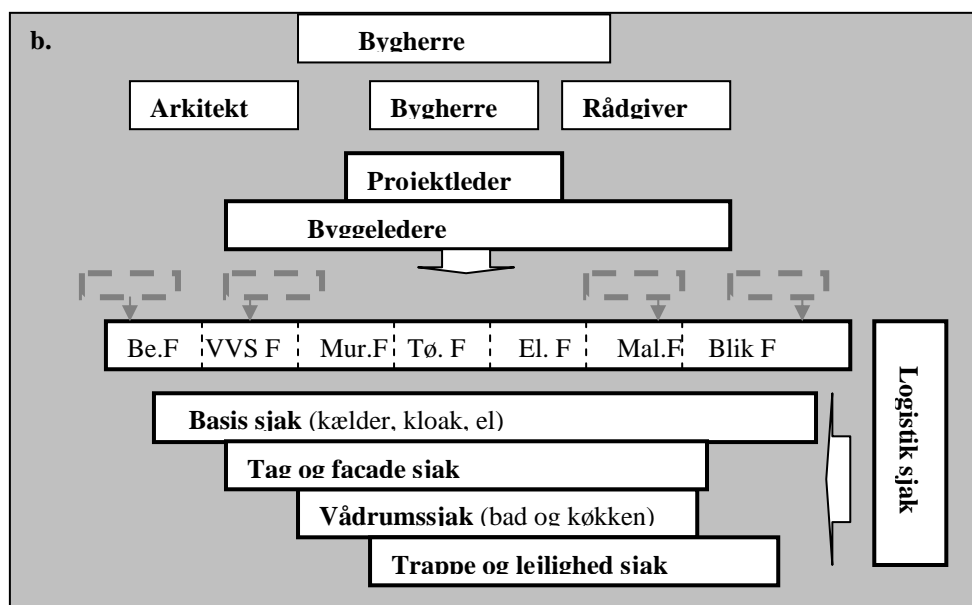 b.
Bygherre
Arkitekt
Bygherre
Rådgiver
Projektleder
Byggeledere
Be.F
VVS F
Mur.F
Tø. F
El. F
Mal.F
Blik F
Basis sjak (kælder, kloak, el)
Tag og facade sjak
Vådrumssjak (bad og køkken)
Trappe og lejlighed sjak
Logistik sjak